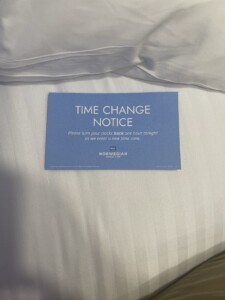 TIME CHANGE
NOTICE
Please turn your clocks back one hour tonight
as we enter a new time zone.
NORWEGIAN